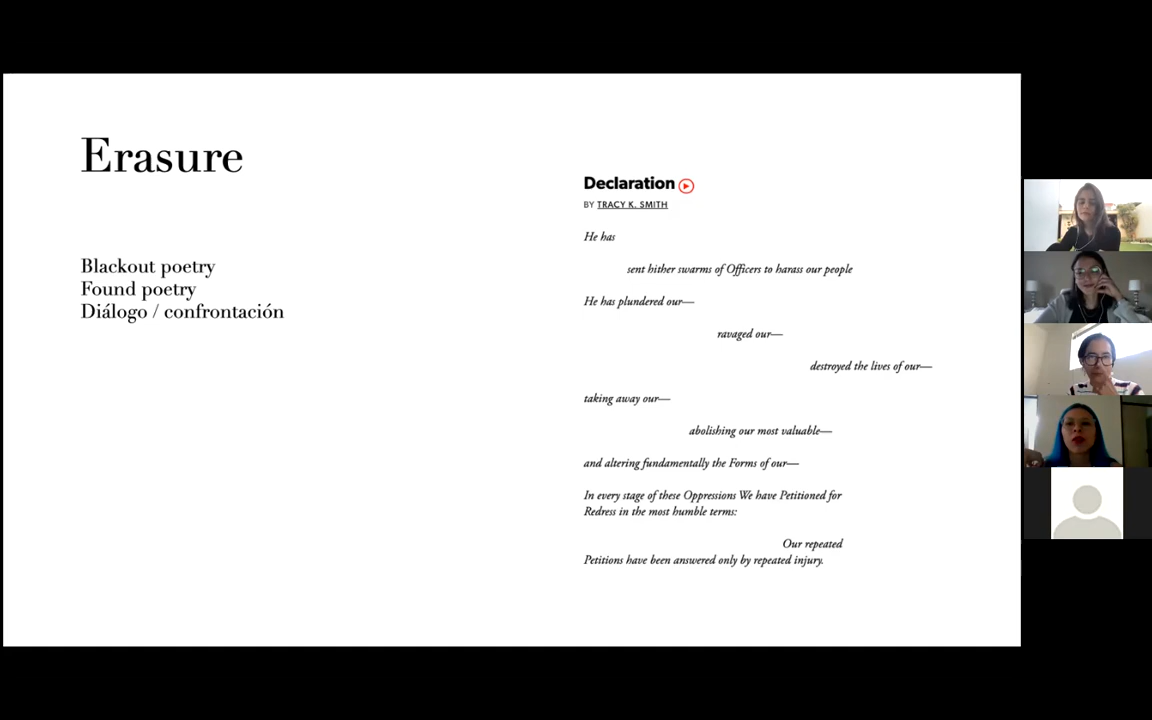 Erasure
Blackout poetry
Found poetry
Diálogo / confrontación
Declaration
BY TRACY K. SMITH
He has
sent hither swarms of Officers to harass our people
He has plundered our—
ravaged our—
destroyed the lives of our—
taking away our—
abolishing our most valuable—
and altering fundamentally the Forms of our—
In every stage of these Oppressions We have Petitioned for
Redress in the most humble terms:
Our repeated
Petitions have been answered only by repeated injury.